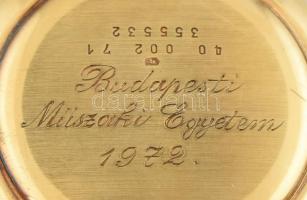 355532
40 002 71
Budapesti
Műszaki Egyetem
1972.